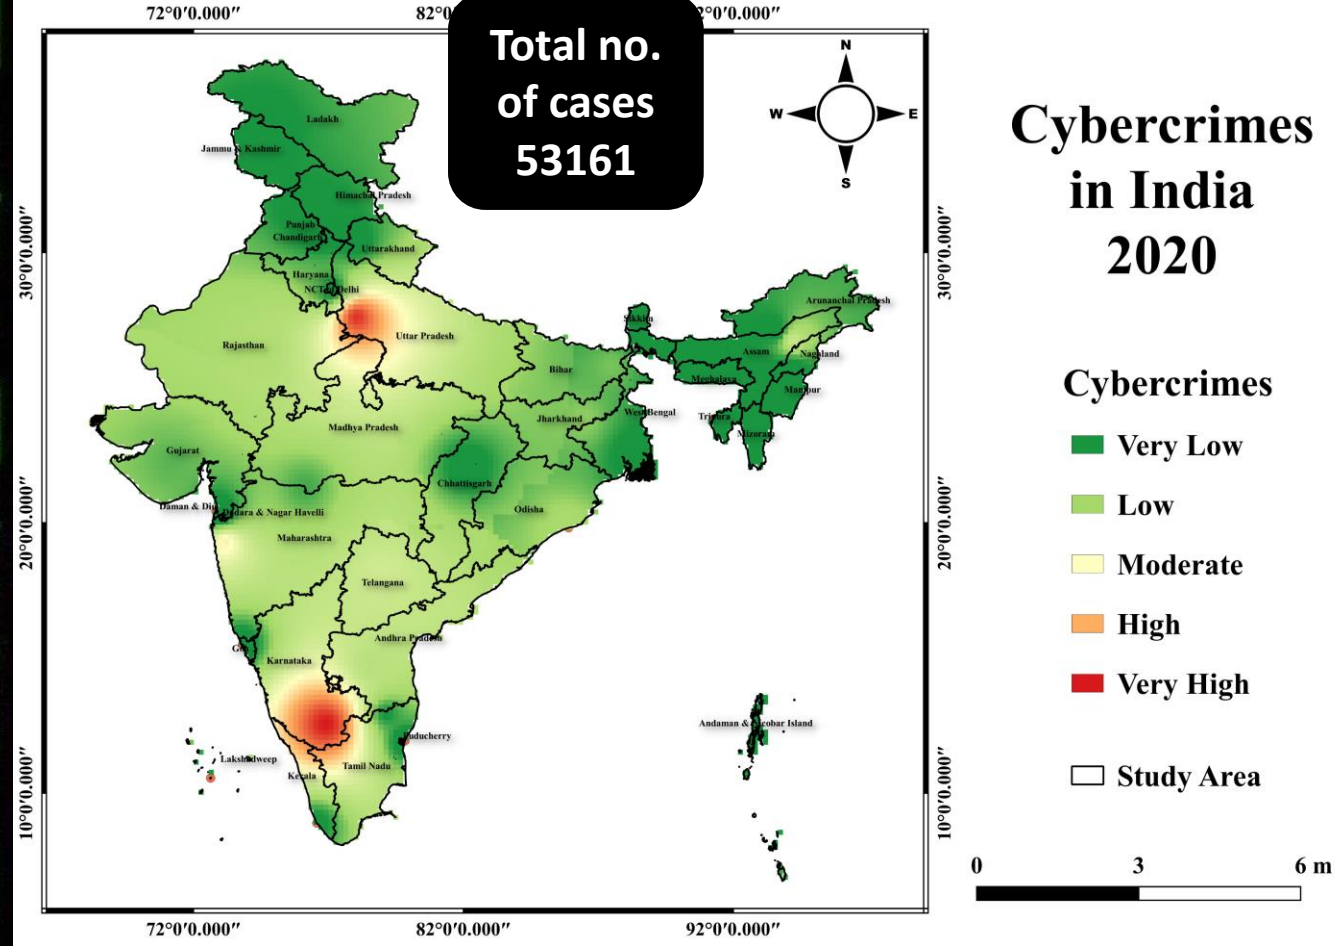 72°0'0.000"
82°0
2°0'0.000"
Total no.
of cases
53161
N
W
E
S
Cybercrimes
in India
2020
30°0'0.000"
20°0'0.000"
10°0'0.000"
Ladakh
Jammu & Kashmir
Himachal Pradesh
Punjab
Chandigarh
Uttarakhand
Haryana
NCT of Delhi
Rajasthan
Uttar Pradesh
Sikkim
Arunanchal Pradesh
Assam
Nagaland
Bihar
Meghalaya
Manipur
Tripura
Mizoram
West Bengal
Jharkhand
Madhya Pradesh
Gujarat
Chhattisgarh
Daman & Diu
Dadara & Nagar Havelli
Odisha
Maharashtra
Telangana
Andhra Pradesh
Goa
Karnataka
Puducherry
Andaman & Nicobar Island
Lakshadweep
Kerala
Tamil Nadu
30°0'0.000"
20°0'0.000"
10°0'0.000"
72°0'0.000"
82°0'0.000"
92°0'0.000"
Cybercrimes
Very Low
Low
Moderate
High
Very High
Study Area
0 3 6 m